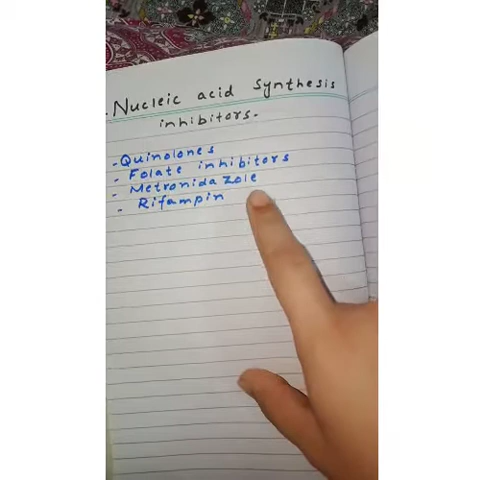 . Nucleic acid synthesis
inhibitors.
- Quinolones
- Folate inhibitors
- Metronidazole
- Rifampin